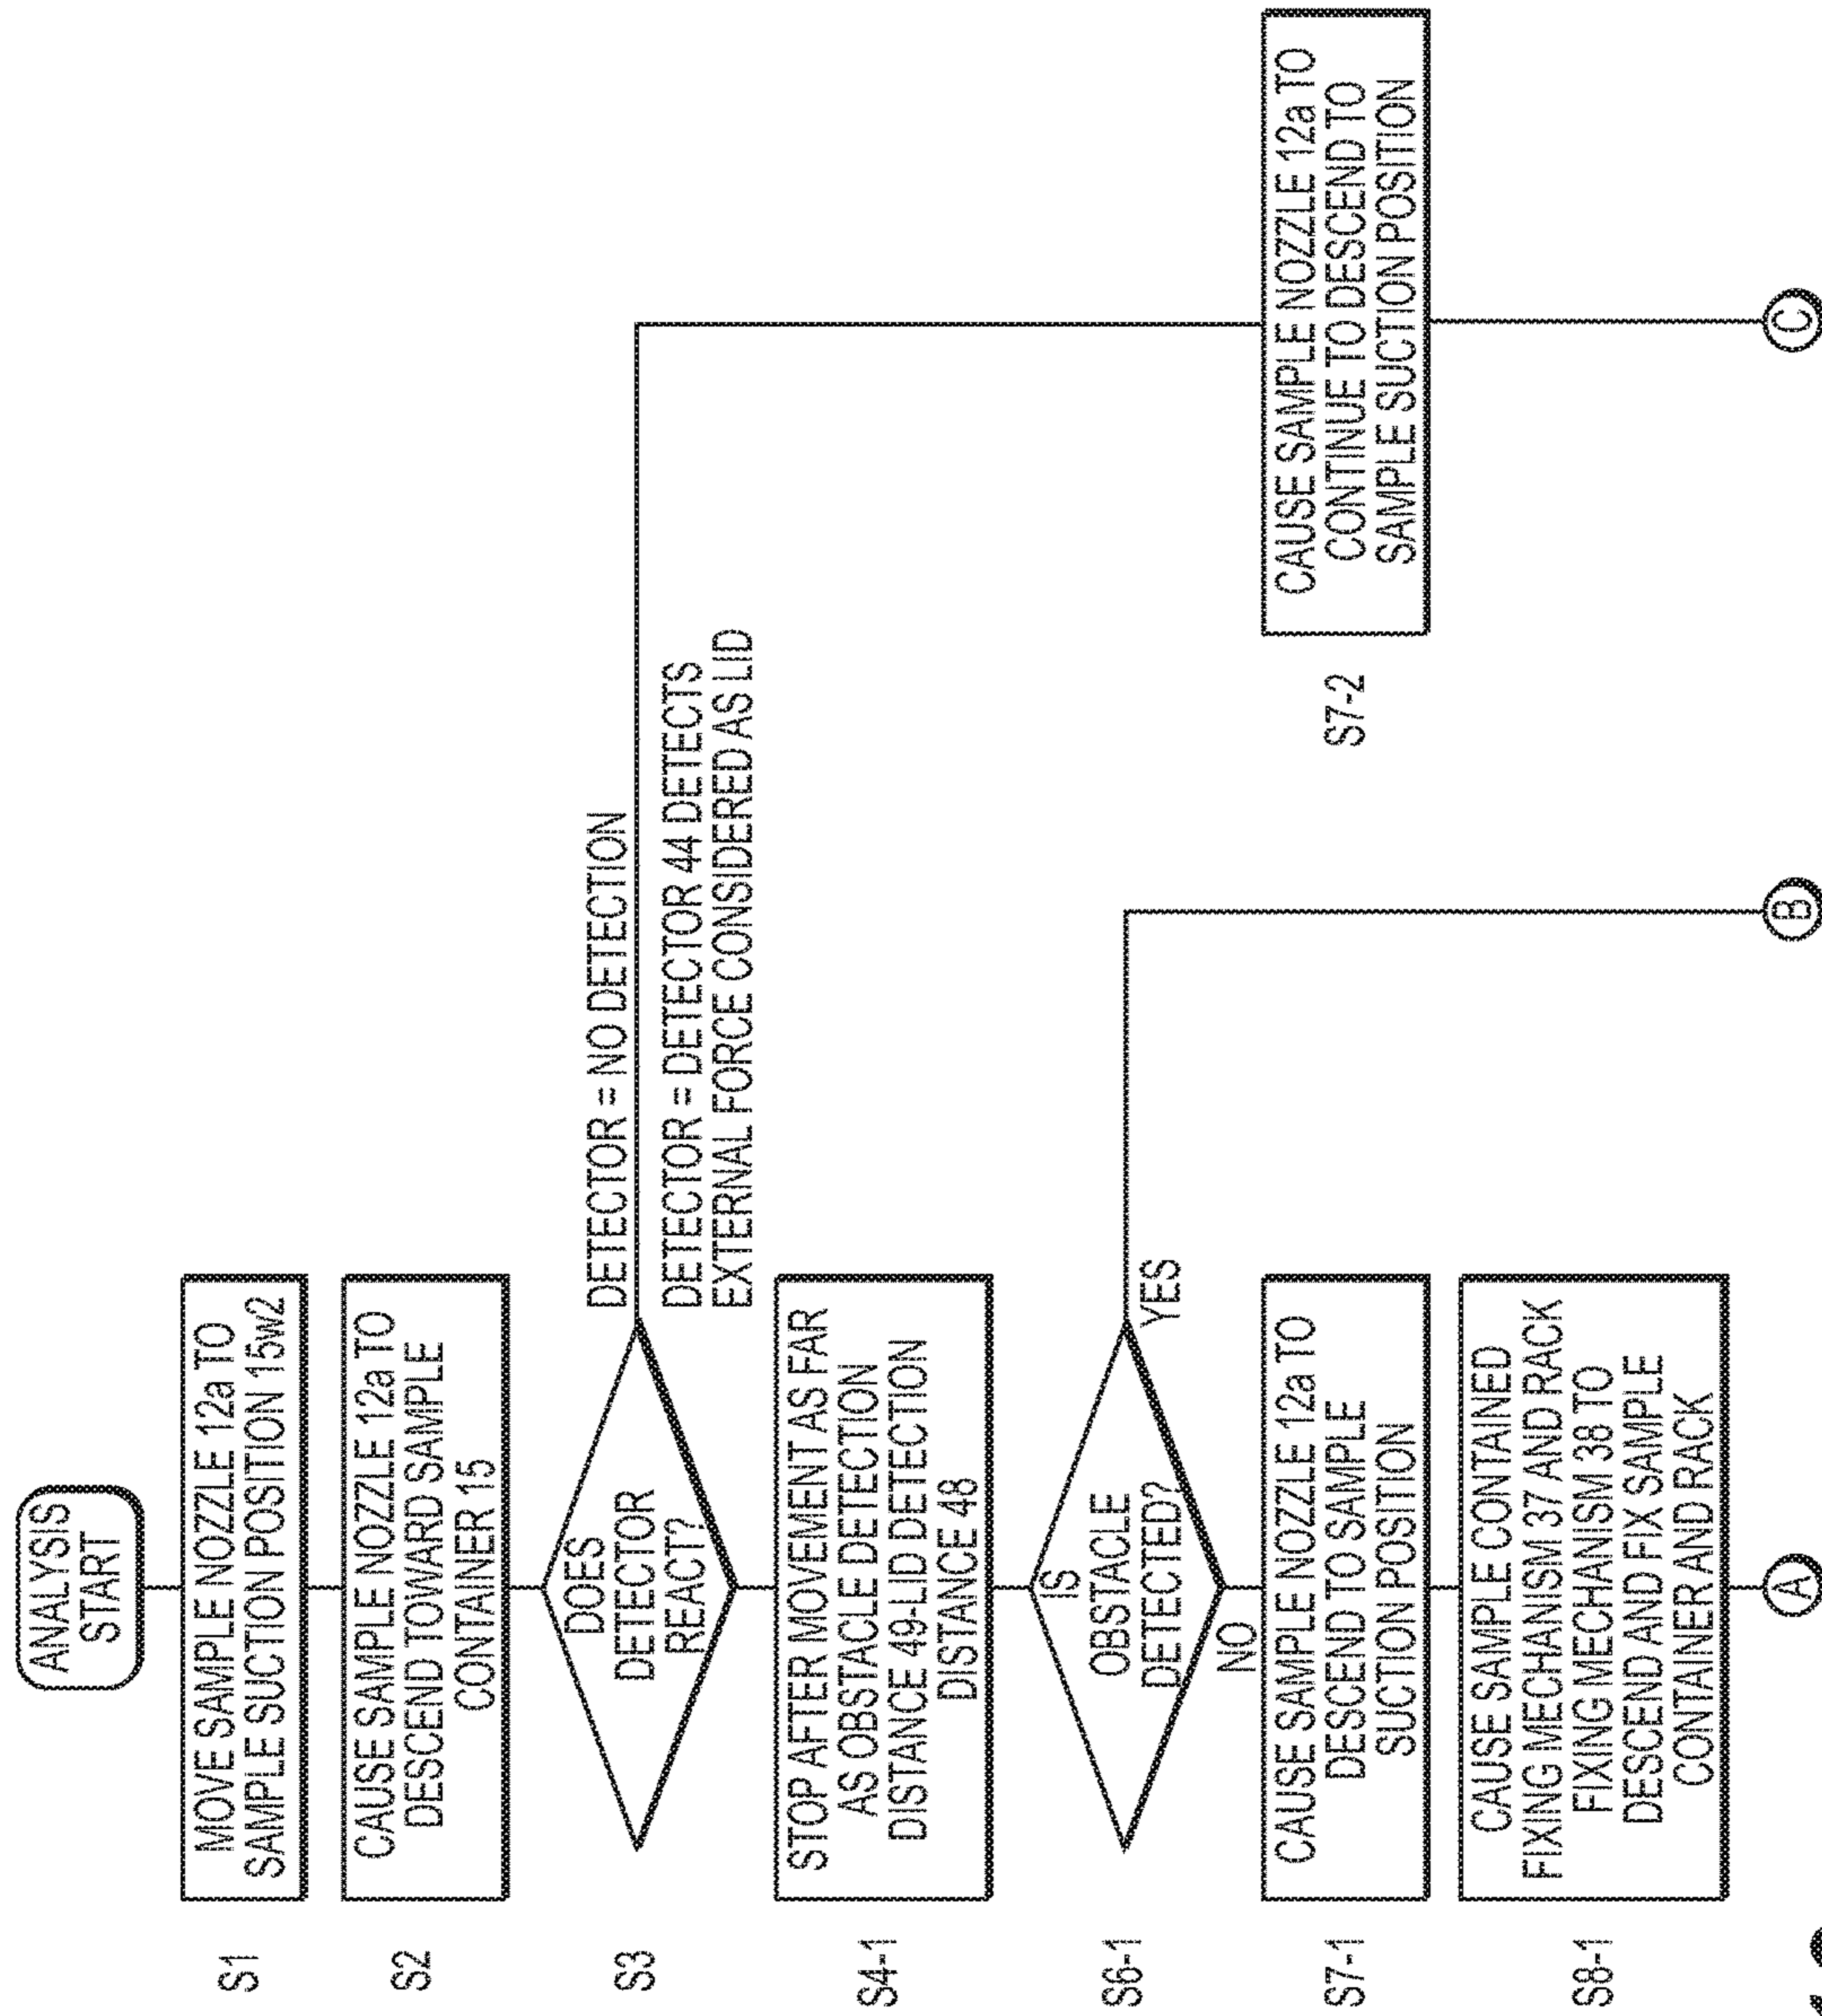 ANALYSIS
START
S1
MOVE SAMPLE NOZZLE 12a TO
SAMPLE SUCTION POSITION 15w2
S2
CAUSE SAMPLE NOZZLE 12a TO
DESCEND TOWARD SAMPLE
CONTAINER 15
S3
DOES
DETECTOR
REACT?
DETECTOR = NO DETECTION
DETECTOR = DETECTOR 44 DETECTS
EXTERNAL FORCE CONSIDERED AS LID
S4-1
STOP AFTER MOVEMENT AS FAR
AS OBSTACLE DETECTION
DISTANCE 49-LID DETECTION
DISTANCE 48
S6-1
IS
OBSTACLE
DETECTED?
YES
NO
S7-1
CAUSE SAMPLE NOZZLE 12a TO
DESCEND TO SAMPLE
SUCTION POSITION
S7-2
CAUSE SAMPLE NOZZLE 12a TO
CONTINUE TO DESCEND TO
SAMPLE SUCTION POSITION
S8-1
CAUSE SAMPLE CONTAINED
FIXING MECHANISM 37 AND RACK
FIXING MECHANISM 38 TO
DESCEND AND FIX SAMPLE
CONTAINER AND RACK
A
B
C